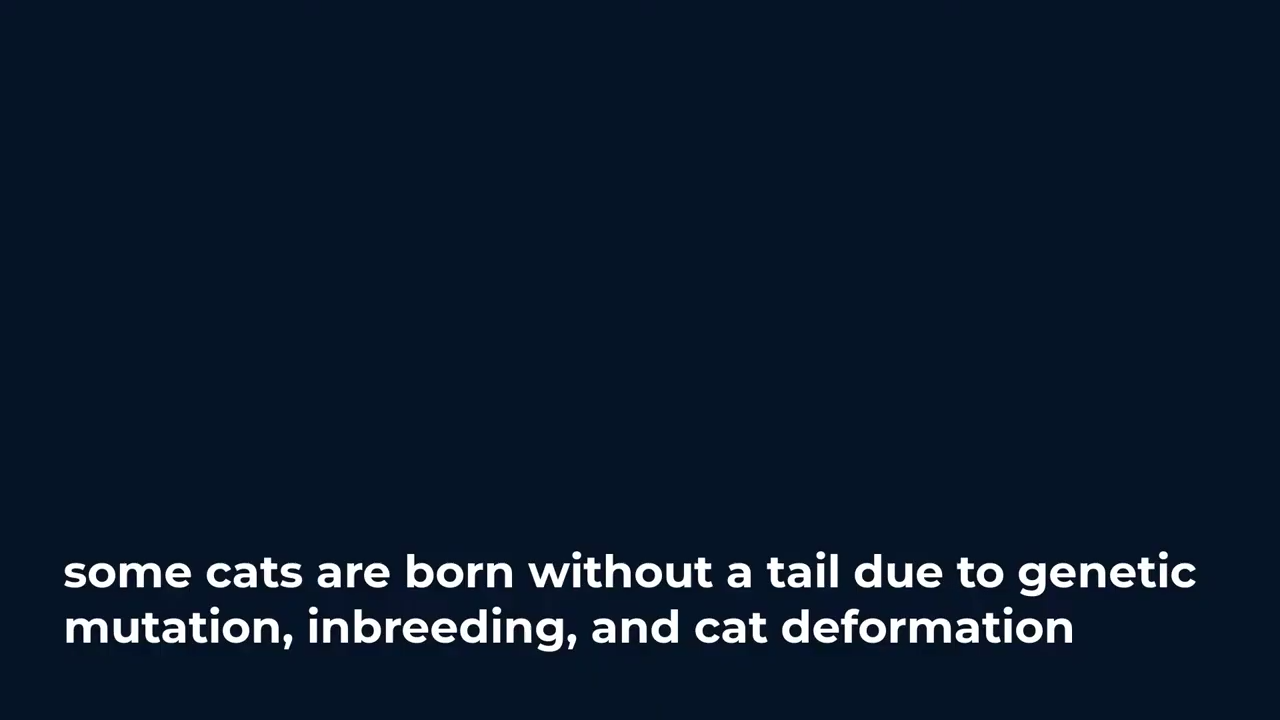 some cats are born without a tail due to genetic
mutation, inbreeding, and cat deformation